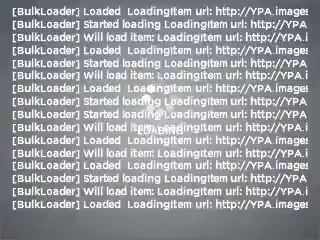 [BulkLoader] Loaded LoadingItem url: http://YPA.images
[BulkLoader] Started loading LoadingItem url: http://YPA
[BulkLoader] Will load item: LoadingItem url: http://YPA.i
[BulkLoader] Loaded LoadingItem url: http://YPA.images
[BulkLoader] Started loading LoadingItem url: http://YPA
[BulkLoader] Will load item: LoadingItem url: http://YPA.i
[BulkLoader] Loaded LoadingItem url: http://YPA.images
[BulkLoader] Started loading LoadingItem url: http://YPA
[BulkLoader] Started loading LoadingItem url: http://YPA
[BulkLoader] Will load item: LoadingItem url: http://YPA.i
LOADING
[BulkLoader] Loaded LoadingItem url: http://YPA.images
[BulkLoader] Will load item: LoadingItem url: http://YPA.i
[BulkLoader] Loaded LoadingItem url: http://YPA.images
[BulkLoader] Started loading LoadingItem url: http://YPA
[BulkLoader] Will load item: LoadingItem url: http://YPA.i
[BulkLoader] Loaded LoadingItem url: http://YPA.images